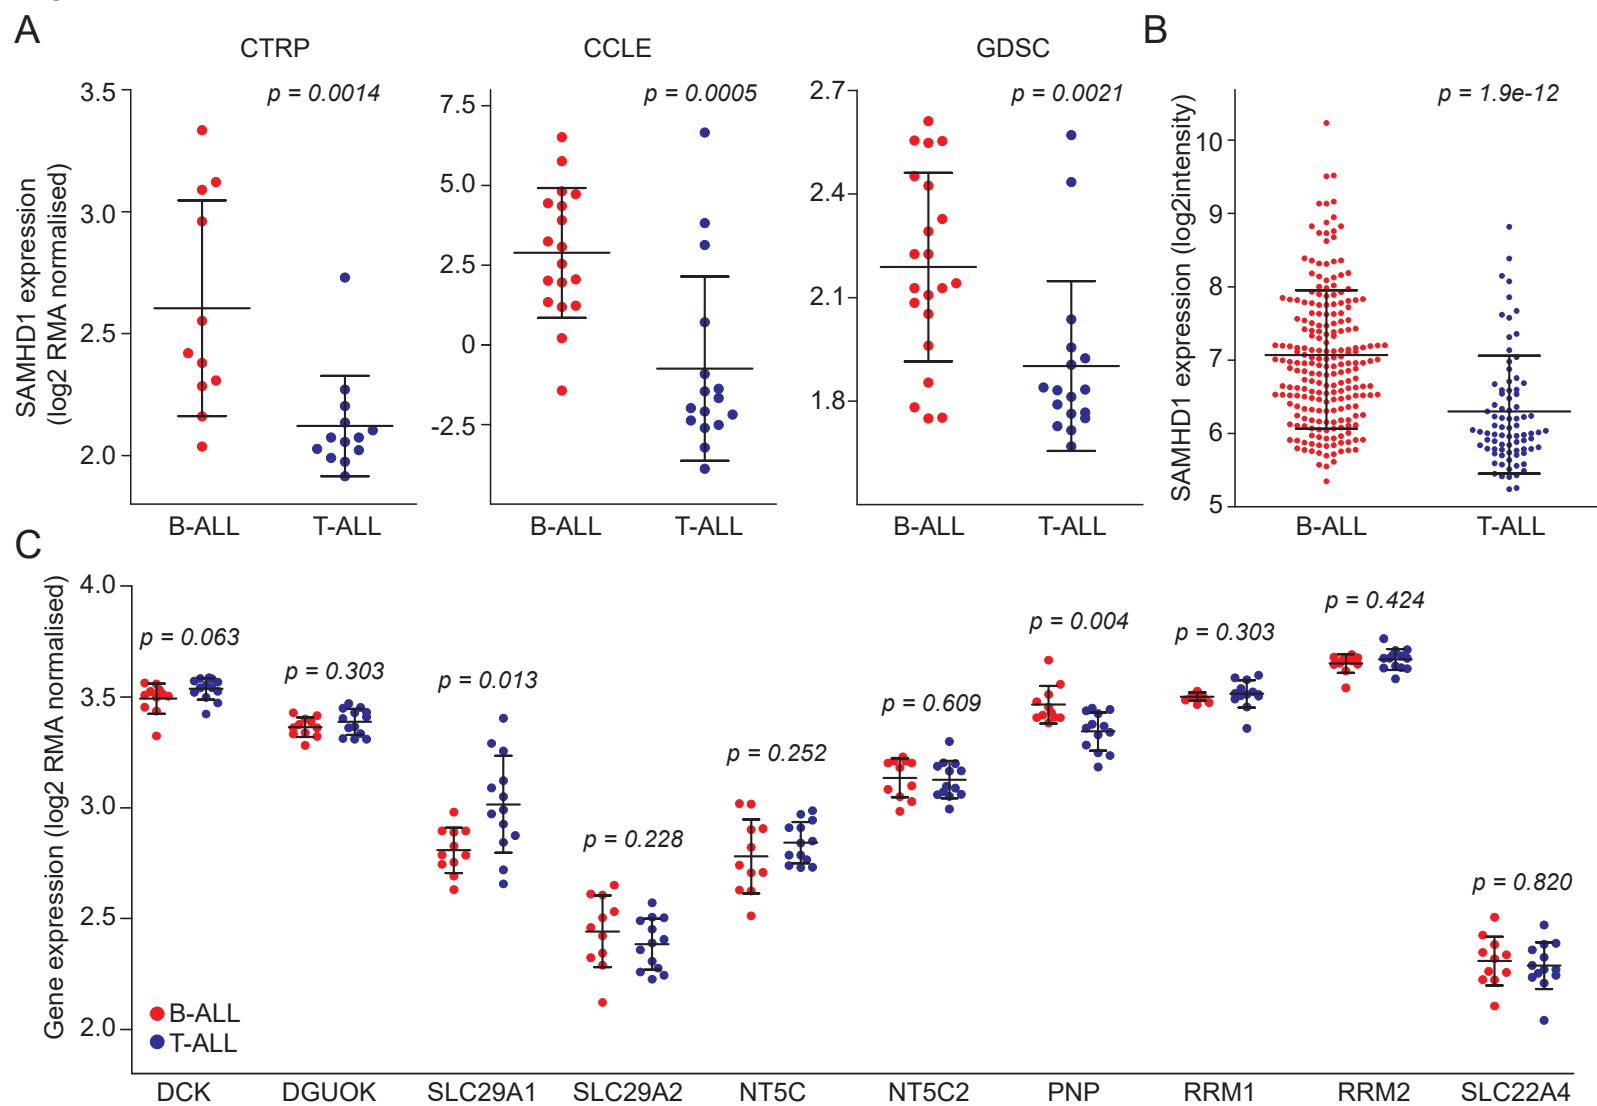 A
B
CTRP
CCLE
GDSC
SAMHD1 expression
(log2 RMA normalised)
3.5
3.0
2.5
2.0
p = 0.0014
B-ALL
T-ALL
7.5
5.0
2.5
0
-2.5
p = 0.0005
B-ALL
T-ALL
2.7
2.4
2.1
1.8
p = 0.0021
B-ALL
T-ALL
SAMHD1 expression (log2intensity)
10
9
8
7
6
5
p = 1.9e-12
B-ALL
T-ALL
C
Gene expression (log2 RMA normalised)
4.0
3.5
3.0
2.5
2.0
p = 0.063
p = 0.303
p = 0.013
p = 0.228
p = 0.252
p = 0.609
p = 0.004
p = 0.303
p = 0.424
p = 0.820
B-ALL
T-ALL
DCK
DGUOK
SLC29A1
SLC29A2
NT5C
NT5C2
PNP
RRM1
RRM2
SLC22A4